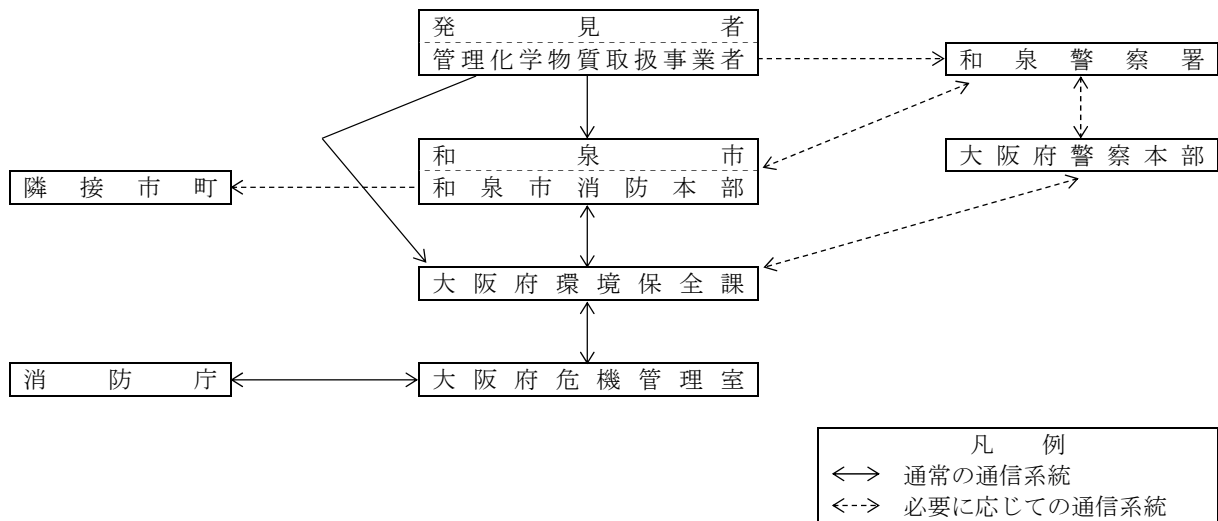 発見者
管理化学物質取扱事業者
和泉警察署
和泉市
和泉市消防本部
大阪府警察本部
隣接市町
大阪府環境保全課
消防庁
大阪府危機管理室
凡例
通常の通信系統
必要に応じての通信系統